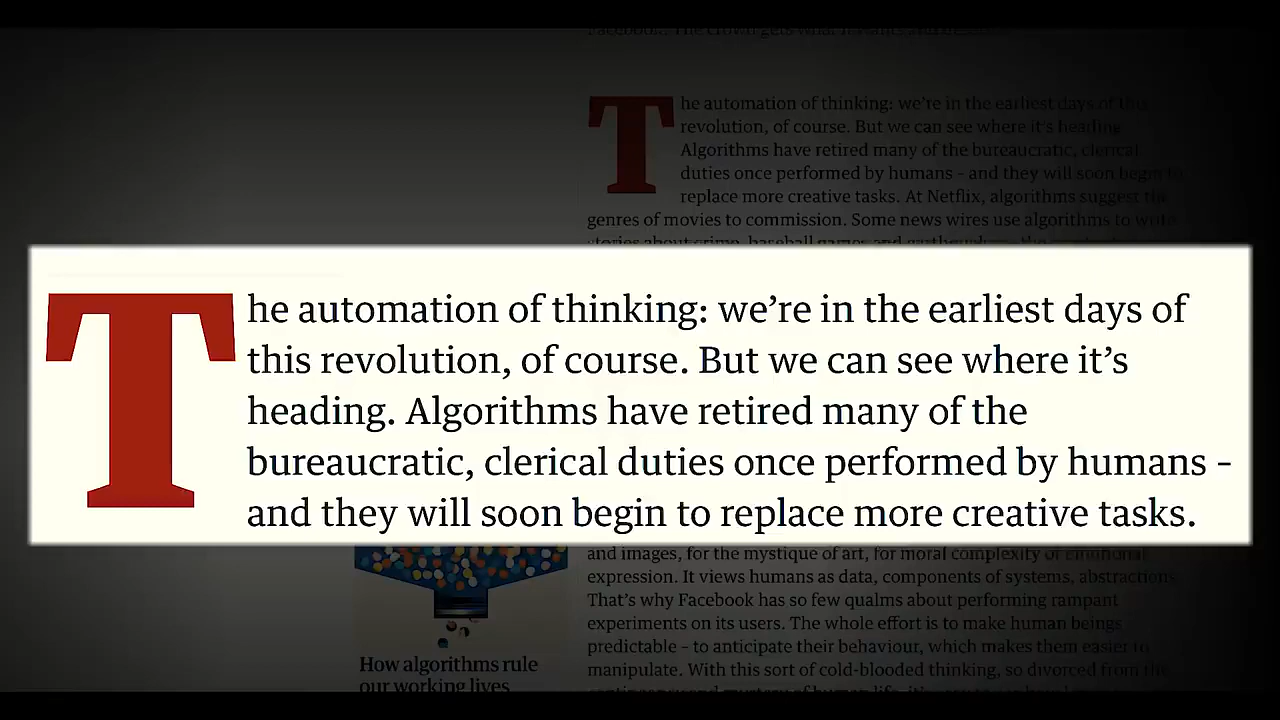 he automation of thinking: we're in the earliest days of this
revolution, of course. But we can see where it's heading
Algorithms have retired many of the bureaucratic, clerical
duties once performed by humans – and they will soon begin to
replace more creative tasks. At Netflix, algorithms suggest the
genres of movies to commission. Some news wires use algorithms to write
stories about crime, baseball games and
The automation of thinking: we’re in the earliest days of
this revolution, of course. But we can see where it’s
heading. Algorithms have retired many of the
bureaucratic, clerical duties once performed by humans –
and they will soon begin to replace more creative tasks.
and images, for the mystique of art, for moral complexity of emotional
expression. It views humans as data, components of systems, abstractions
That's why Facebook has so few qualms about performing rampant
experiments on its users. The whole effort is to make human beings
predictable – to anticipate their behaviour, which makes them easier to
manipulate. With this sort of cold-blooded thinking, so divorced from the
How algorithms rule
our working lives